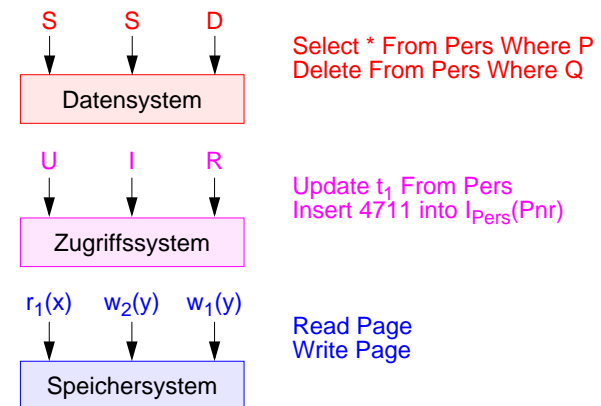 S S D
Select * From Pers Where P
Delete From Pers Where Q
Datensystem
U I R
Update t1 From Pers
Insert 4711 into IPers(Pnr)
Zugriffssystem
r1(x) w2(y) w1(y)
Read Page
Write Page
Speichersystem